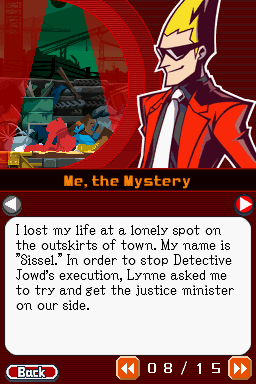 Me, the Mystery
I lost my life at a lonely spot on
the outskirts of town. My name is
"Sissel." In order to stop Detective
Jowd's execution, Lynne asked me
to try and get the justice minister
on our side.
Back
08/15